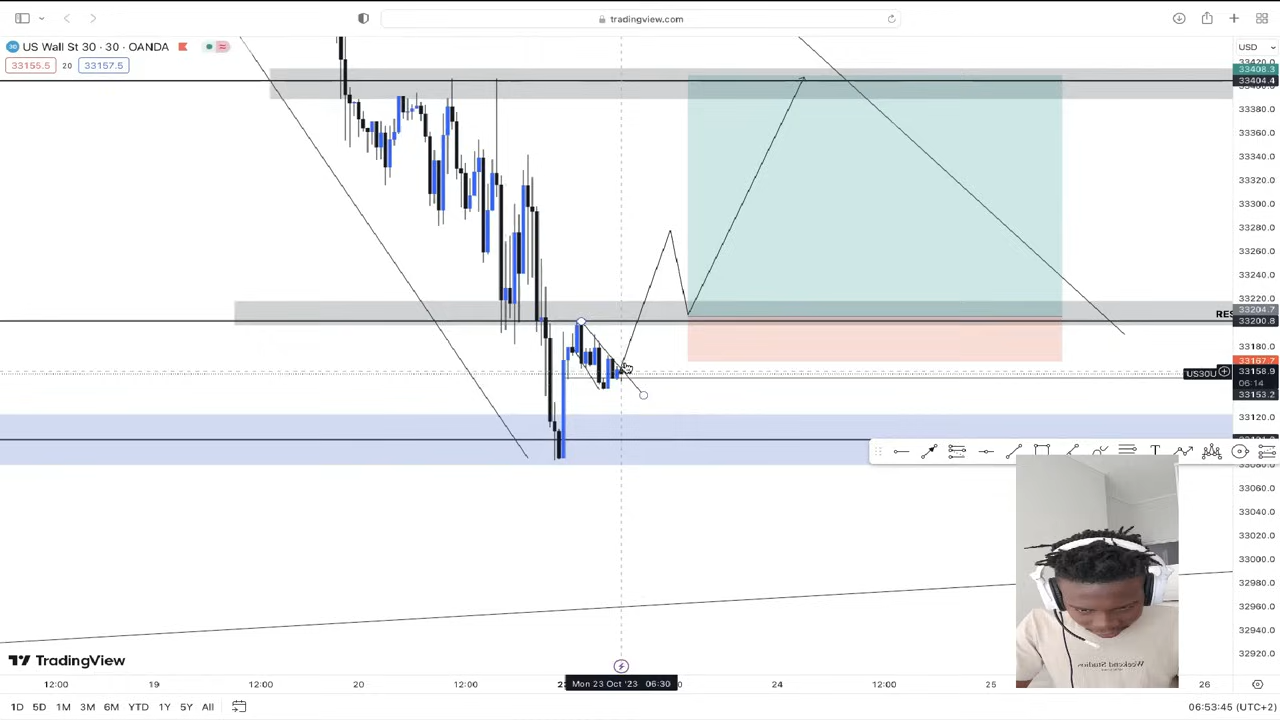 tradingview.com
US Wall St 30 · 30 · OANDA
33155.5 20 33157.5
USD
33420.0
33408.3
33404.4
33380.0
33360.0
33340.0
33320.0
33300.0
33280.0
33260.0
33240.0
33220.0
33204.7
RES
33200.8
33180.0
33167.7
US30U 33158.9
06:14
33153.2
33120.0
33060.0
33040.0
33020.0
33000.0
32980.0
32960.0
32940.0
32920.0
Weekend Studies
TradingView
12:00 19 12:00 20 12:00 Mon 23 Oct '23 06:30 24 12:00 25 26
1D 5D 1M 3M 6M YTD 1Y 5Y All 06:53:45 (UTC+2)